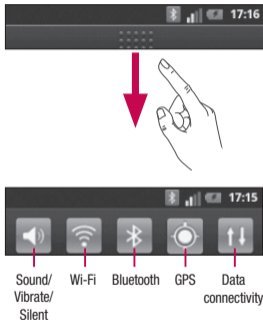 17:16
17:15
Sound/
Vibrate/
Silent
Wi-Fi
Bluetooth
GPS
Data
connectivity